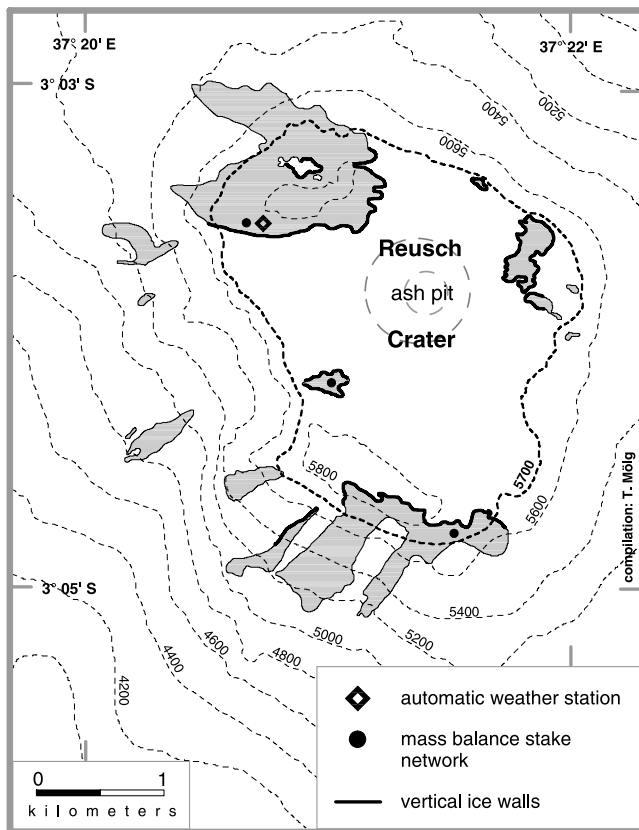 37° 20' E
37° 22' E
3° 03' S
5200
5400
5600
Reusch
ash pit
Crater
5800
5700
5600
compilation: T. Mölg
3° 05' S
5400
5200
5000
4800
4600
4400
4200
automatic weather station
mass balance stake
network
vertical ice walls
0 1
kilometers